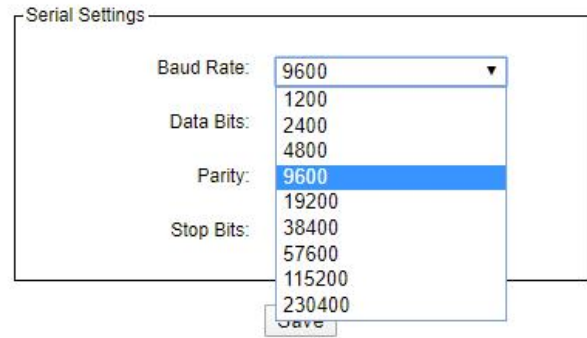 Serial Settings
Baud Rate: 9600
1200
Data Bits: 2400
4800
Parity: 9600
19200
Stop Bits: 38400
57600
115200
230400
Save